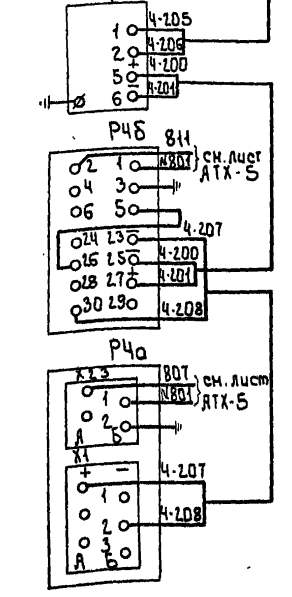 1 4-205
2 4-206
+ 4-200
5
− 4-201
6
Р4б
811
2 1 N801 см. лист
АТХ-5
4 3
6 5
4-207
24 23 −
4-200
26 25 −
+ 4-201
28 27
4-208
30 29
Р4а
Х23 807
1 N801 см. лист
АТХ-5
2
А Б
Х1
+ − 4-207
1
4-208
2
3
А Б